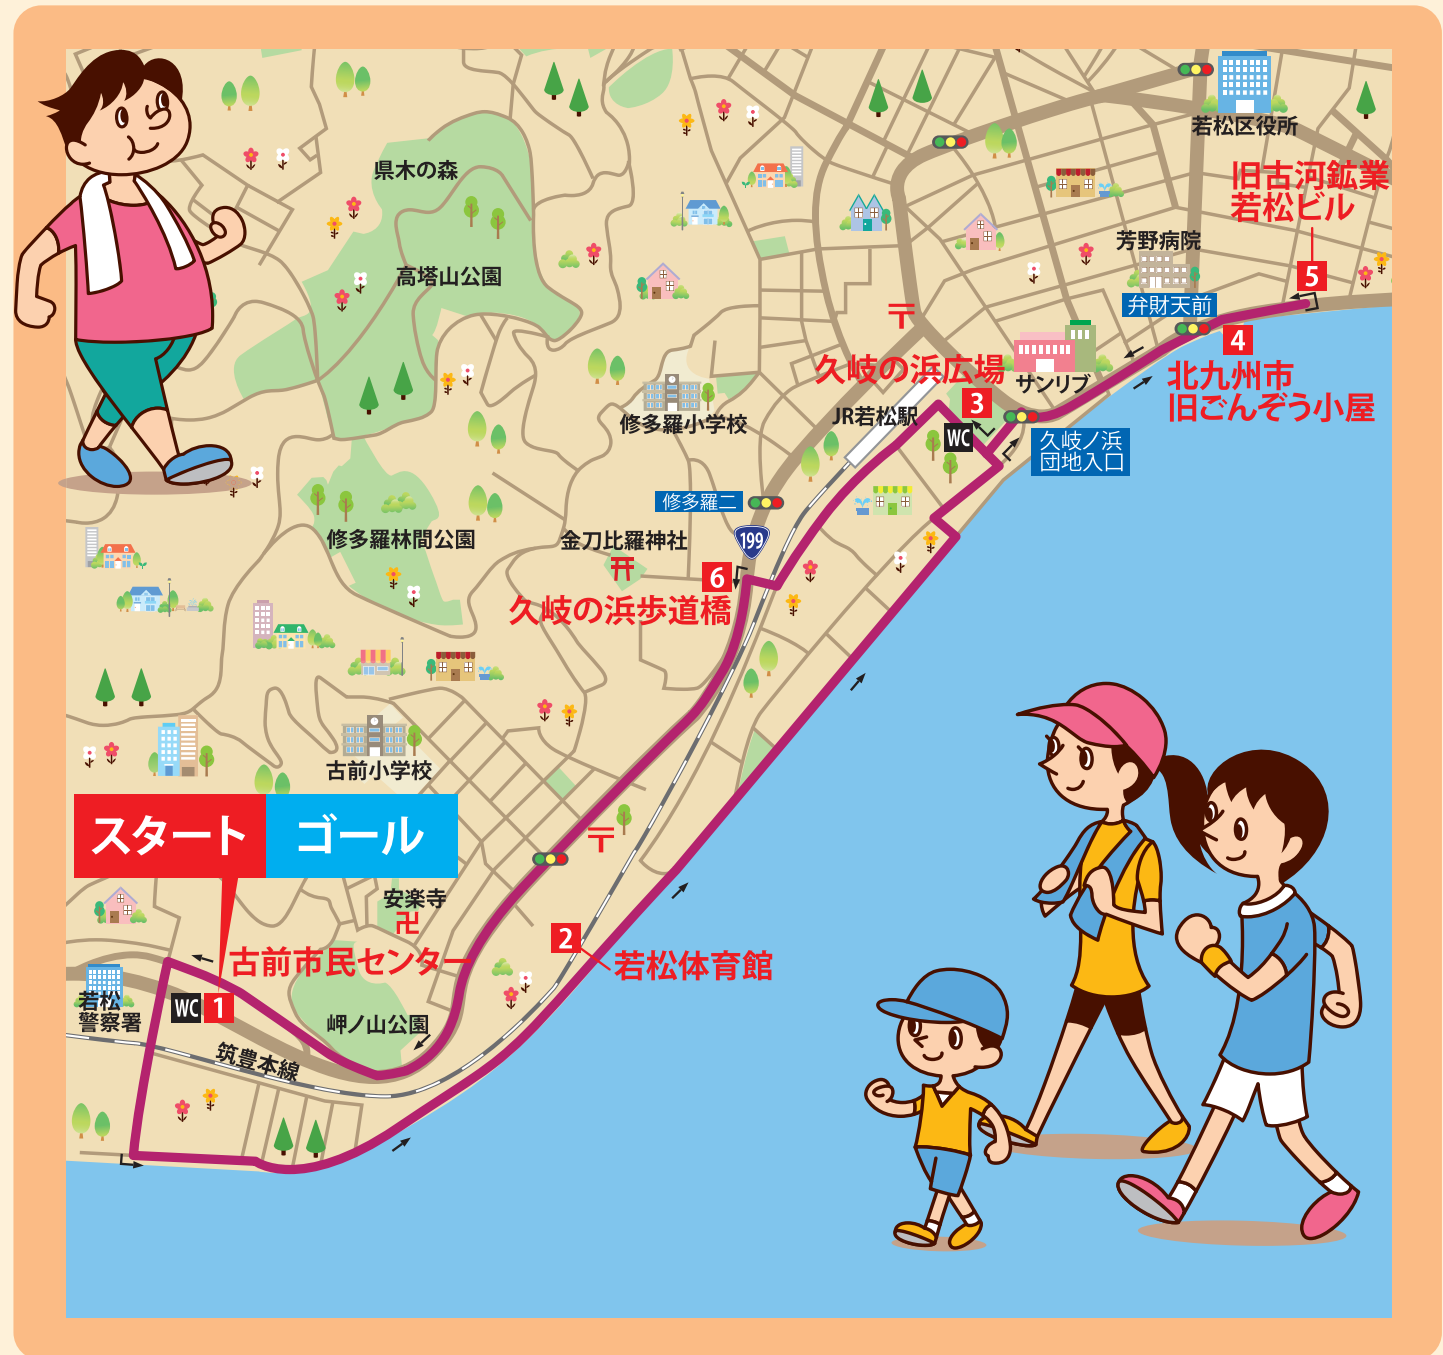 県木の森
高塔山公園
若松区役所
旧古河鉱業
若松ビル
5
芳野病院
弁財天前
4
北九州市
旧ごんぞう小屋
久岐の浜広場
サンリブ
3
WC
JR若松駅
久岐ノ浜
団地入口
修多羅小学校
修多羅二
199
修多羅林間公園
金刀比羅神社
6
久岐の浜歩道橋
古前小学校
スタート
ゴール
安楽寺
2
若松体育館
古前市民センター
若松
警察署
WC
1
岬ノ山公園
筑豊本線